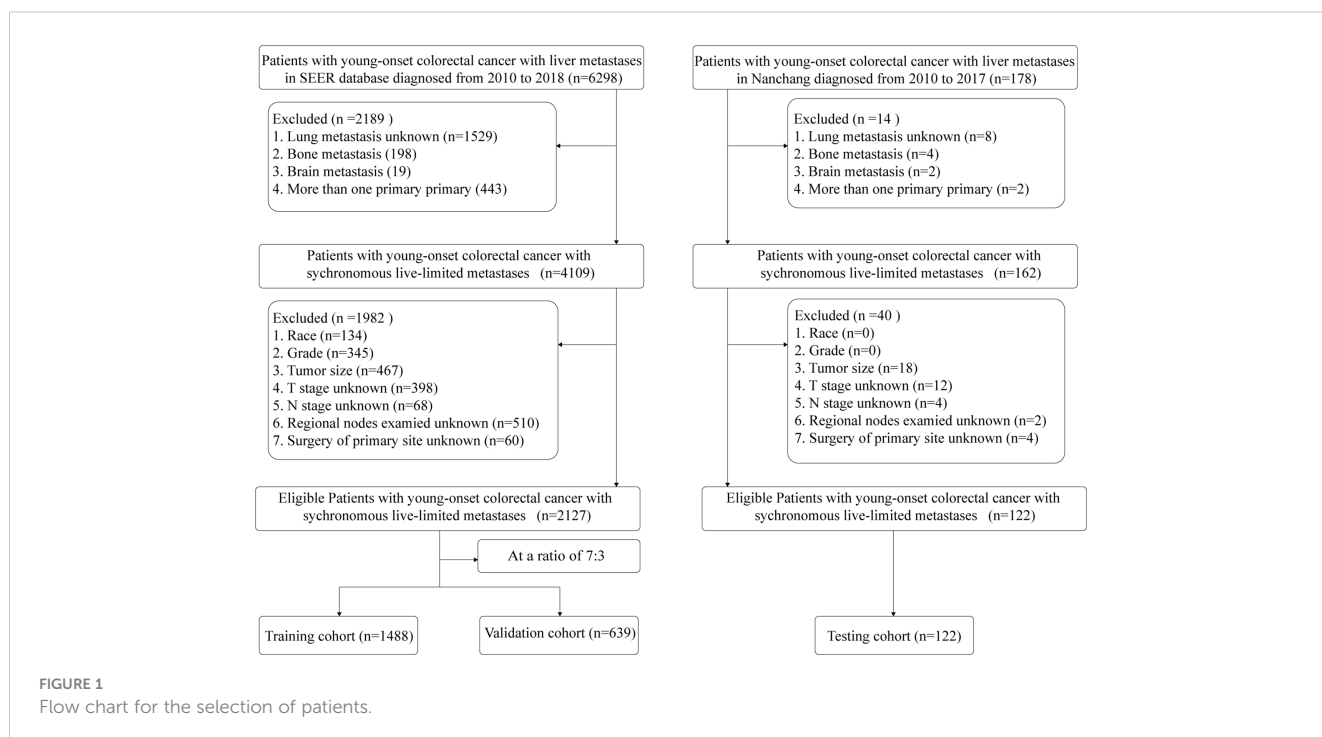 Patients with young-onset colorectal cancer with liver metastases
in SEER database diagnosed from 2010 to 2018 (n=6298)
Excluded (n =2189 )
1. Lung metastasis unknown (n=1529)
2. Bone metastasis (198)
3. Brain metastasis (19)
4. More than one primary primary (443)
Patients with young-onset colorectal cancer with
sychronomous live-limited metastases (n=4109)
Excluded (n =1982 )
1. Race (n=134)
2. Grade (n=345)
3. Tumor size (n=467)
4. T stage unknown (n=398)
5. N stage unknown (n=68)
6. Regional nodes examied unknown (n=510)
7. Surgery of primary site unknown (n=60)
Eligible Patients with young-onset colorectal cancer with
sychronomous live-limited metastases (n=2127)
At a ratio of 7:3
Training cohort (n=1488)
Validation cohort (n=639)
Patients with young-onset colorectal cancer with liver metastases
in Nanchang diagnosed from 2010 to 2017 (n=178)
Excluded (n =14 )
1. Lung metastasis unknown (n=8)
2. Bone metastasis (n=4)
3. Brain metastasis (n=2)
4. More than one primary primary (n=2)
Patients with young-onset colorectal cancer with
sychronomous live-limited metastases (n=162)
Excluded (n =40 )
1. Race (n=0)
2. Grade (n=0)
3. Tumor size (n=18)
4. T stage unknown (n=12)
5. N stage unknown (n=4)
6. Regional nodes examied unknown (n=2)
7. Surgery of primary site unknown (n=4)
Eligible Patients with young-onset colorectal cancer with
sychronomous live-limited metastases (n=122)
Testing cohort (n=122)
FIGURE 1
Flow chart for the selection of patients.